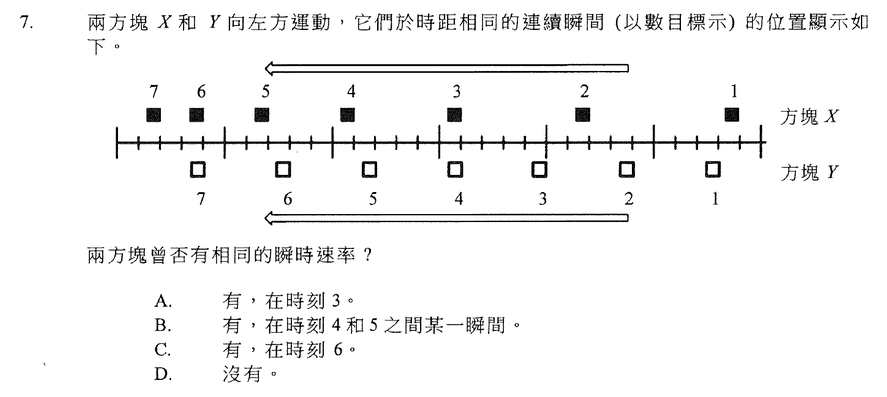 7. 兩方塊 X 和 Y 向左方運動，它們於時距相同的連續瞬間 (以數目標示) 的位置顯示如
下。
7 6 5 4 3 2 1
方塊 X
方塊 Y
7 6 5 4 3 2 1
兩方塊曾否有相同的瞬時速率？
A. 有，在時刻 3。
B. 有，在時刻 4 和 5 之間某一瞬間。
C. 有，在時刻 6。
D. 沒有。